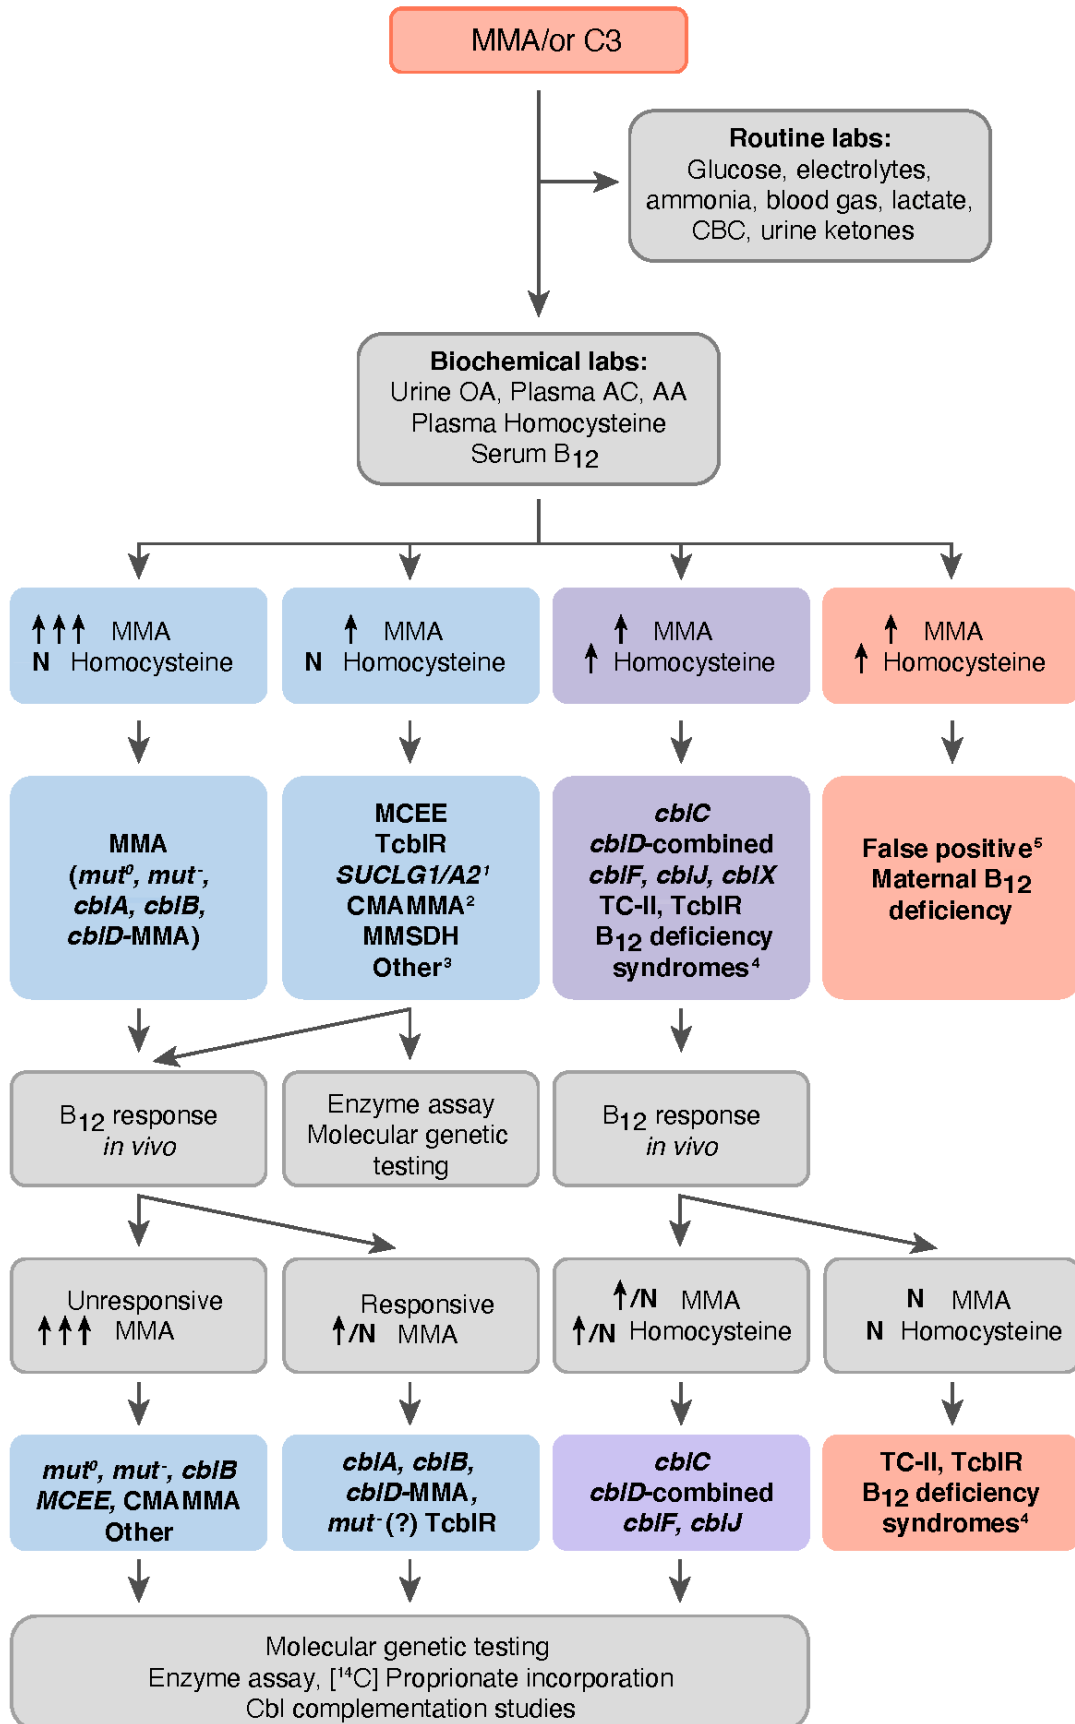 MMA/or C3
Routine labs:
Glucose, electrolytes,
ammonia, blood gas, lactate,
CBC, urine ketones
Biochemical labs:
Urine OA, Plasma AC, AA
Plasma Homocysteine
Serum B12
↑↑↑ MMA
N Homocysteine
↑ MMA
N Homocysteine
↑ MMA
↑ Homocysteine
↑ MMA
↑ Homocysteine
MMA
(mut⁰, mut⁻,
cblA, cblB,
cblD-MMA)
MCEE
TcblR
SUCLG1/A2¹
CMAMMA²
MMSDH
Other³
cblC
cblD-combined
cblF, cblJ, cblX
TC-II, TcblR
B12 deficiency
syndromes⁴
False positive⁵
Maternal B12
deficiency
B12 response
in vivo
Enzyme assay
Molecular genetic
testing
B12 response
in vivo
Unresponsive
↑↑↑ MMA
Responsive
↑/N MMA
↑/N MMA
↑/N Homocysteine
N MMA
N Homocysteine
mut⁰, mut⁻, cblB
MCEE, CMAMMA
Other
cblA, cblB,
cblD-MMA,
mut⁻(?) TcblR
cblC
cblD-combined
cblF, cblJ
TC-II, TcblR
B12 deficiency
syndromes⁴
Molecular genetic testing
Enzyme assay, [¹⁴C] Proprionate incorporation
Cbl complementation studies